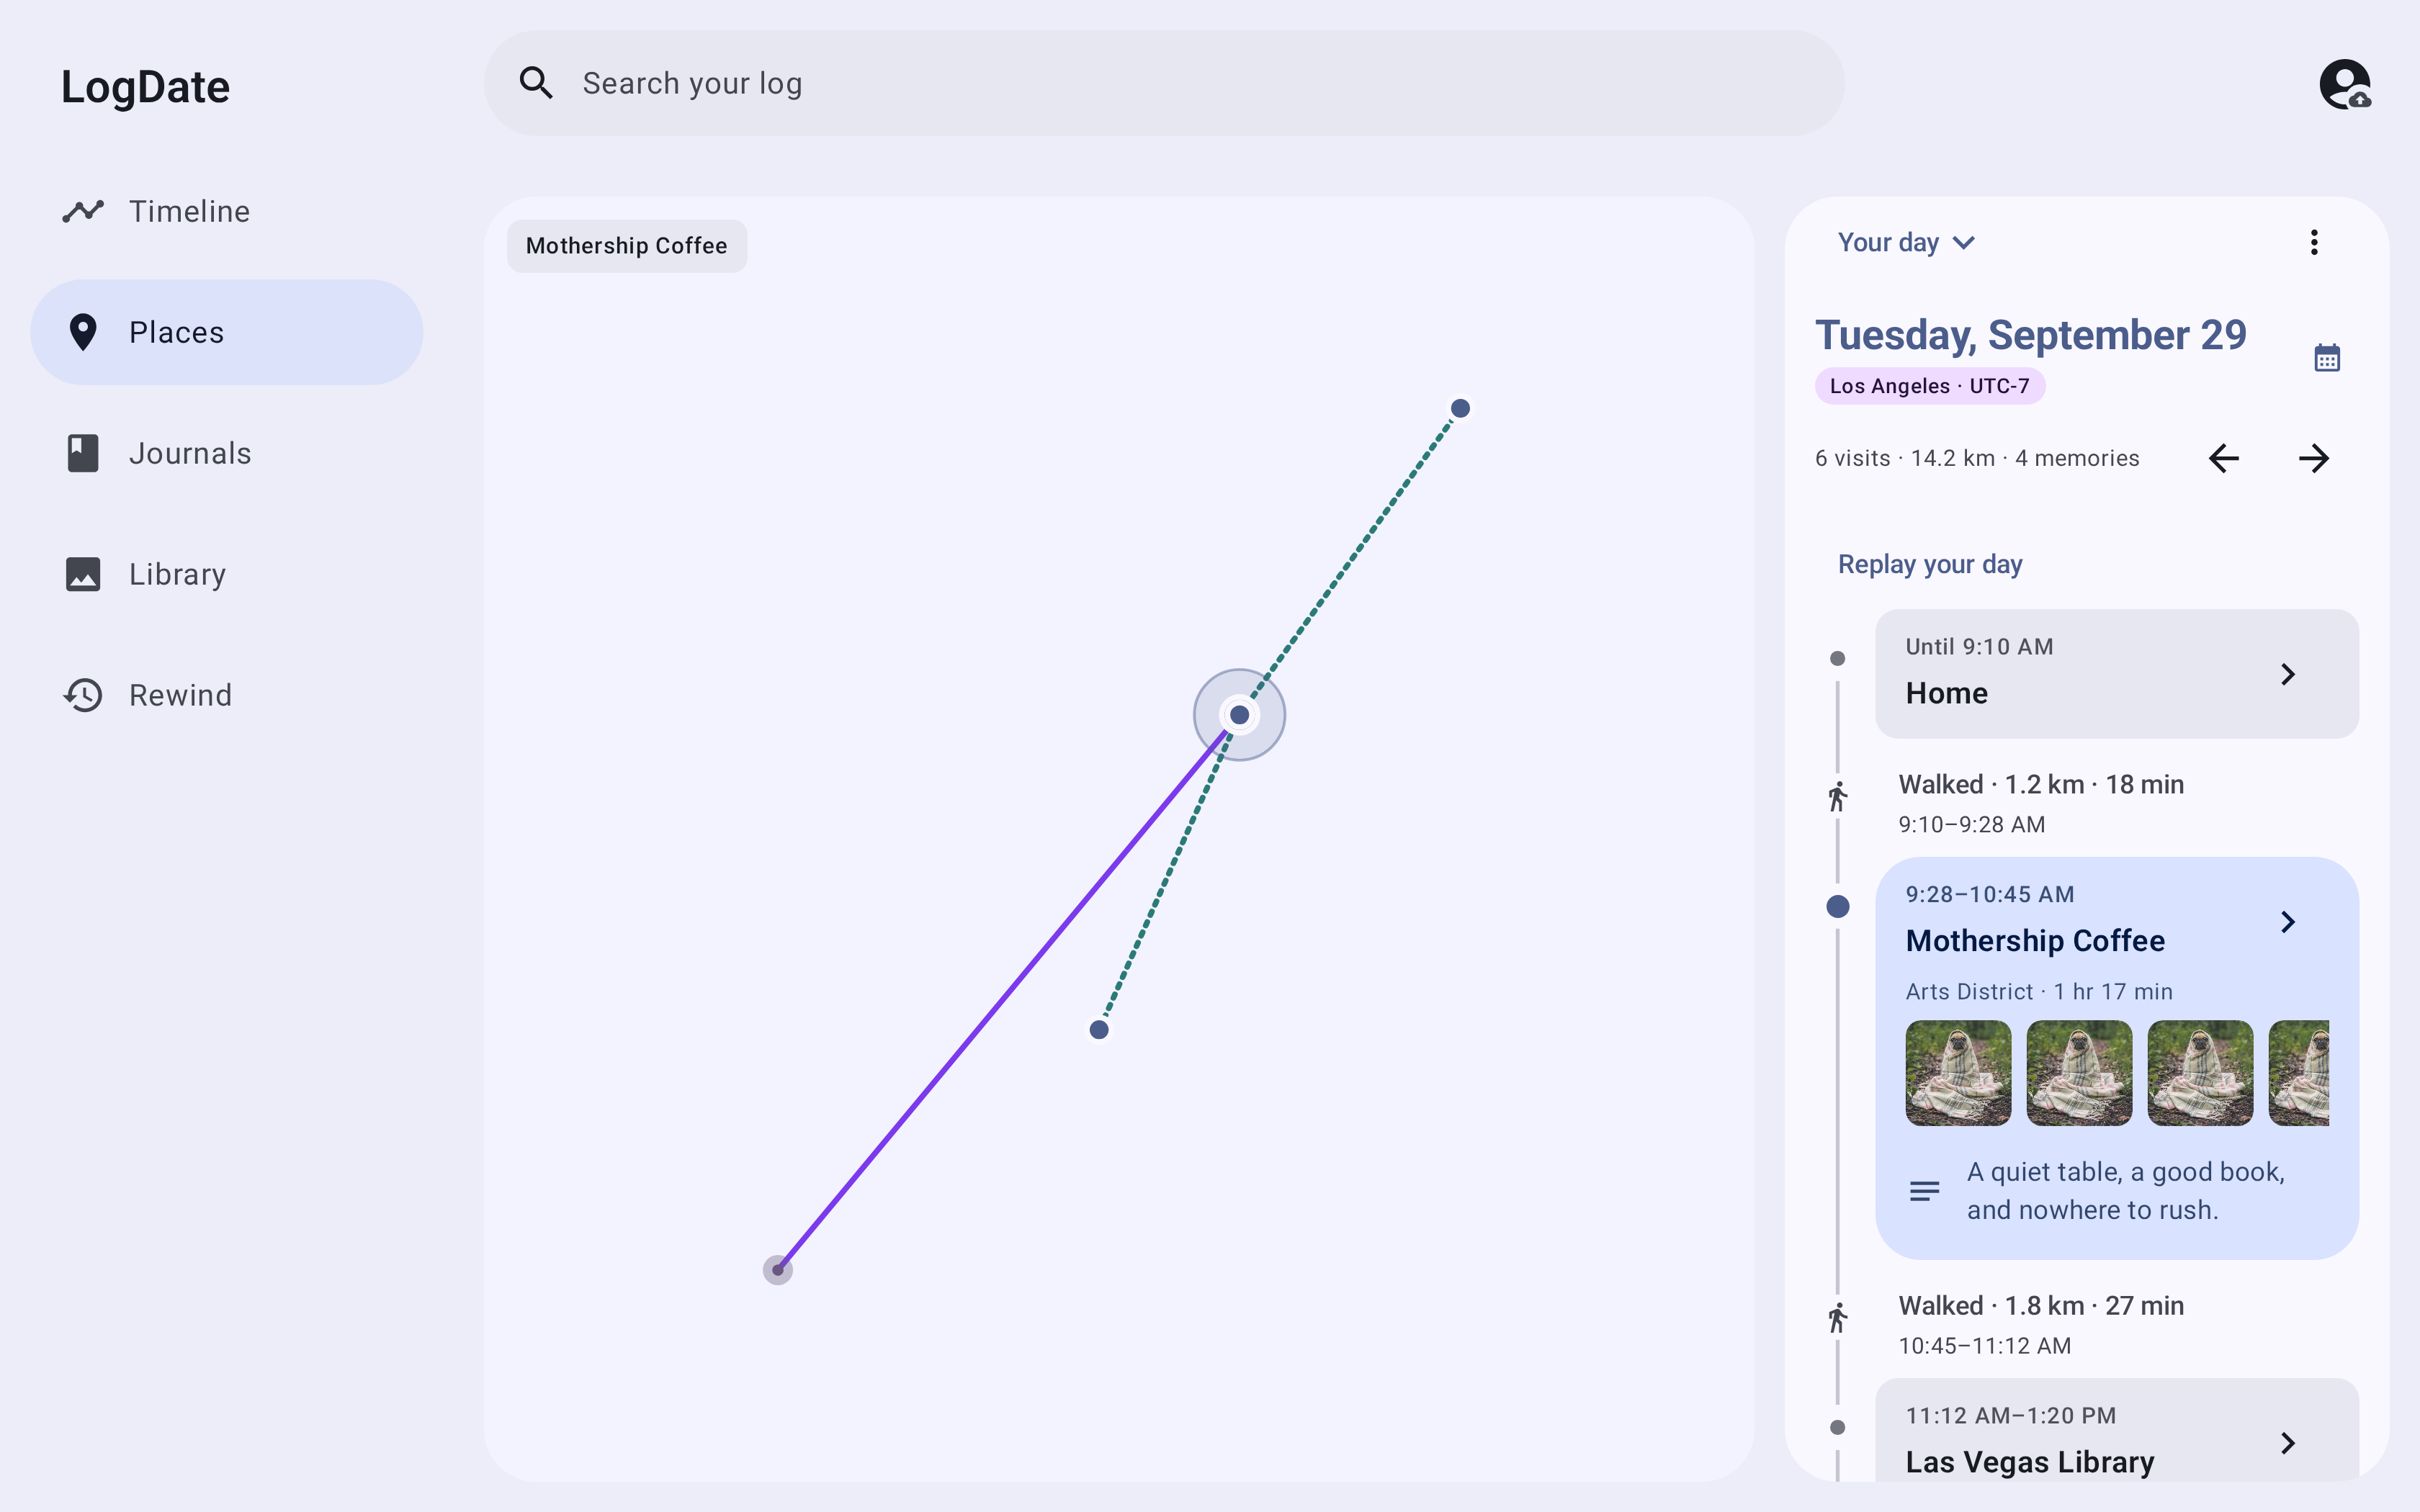 LogDate
Search your log
Timeline
Places
Journals
Library
Rewind
Mothership Coffee
Your day
Tuesday, September 29
Los Angeles · UTC-7
6 visits · 14.2 km · 4 memories
Replay your day
Until 9:10 AM
Home
Walked · 1.2 km · 18 min
9:10–9:28 AM
9:28–10:45 AM
Mothership Coffee
Arts District · 1 hr 17 min
A quiet table, a good book,
and nowhere to rush.
Walked · 1.8 km · 27 min
10:45–11:12 AM
11:12 AM–1:20 PM
Las Vegas Library